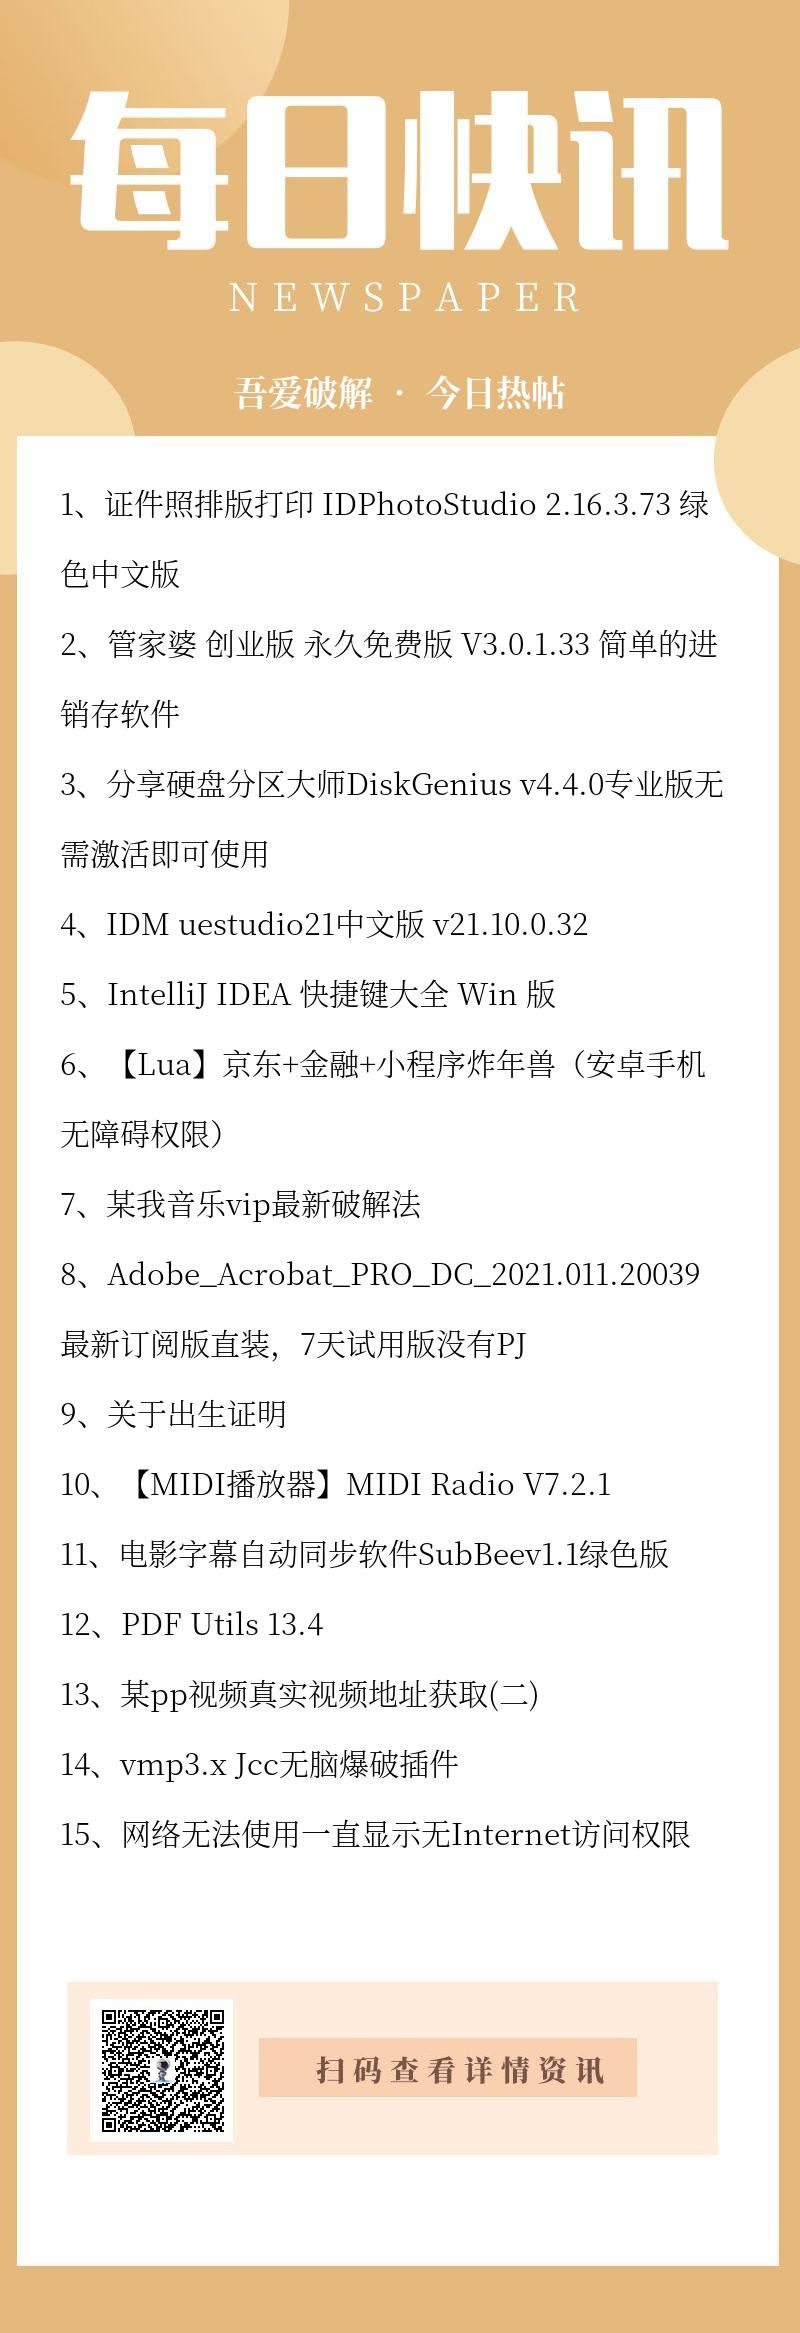 每日快讯
NEWSPAPER
吾爱破解 · 今日热帖
1、证件照排版打印 IDPhotoStudio 2.16.3.73 绿
色中文版
2、管家婆 创业版 永久免费版 V3.0.1.33 简单的进
销存软件
3、分享硬盘分区大师DiskGenius v4.4.0专业版无
需激活即可使用
4、IDM uestudio21中文版 v21.10.0.32
5、IntelliJ IDEA 快捷键大全 Win 版
6、【Lua】京东+金融+小程序炸年兽（安卓手机
无障碍权限）
7、某我音乐vip最新破解法
8、Adobe_Acrobat_PRO_DC_2021.011.20039
最新订阅版直装，7天试用版没有PJ
9、关于出生证明
10、【MIDI播放器】MIDI Radio V7.2.1
11、电影字幕自动同步软件SubBeev1.1绿色版
12、PDF Utils 13.4
13、某pp视频真实视频地址获取(二)
14、vmp3.x Jcc无脑爆破插件
15、网络无法使用一直显示无Internet访问权限
扫码查看详情资讯